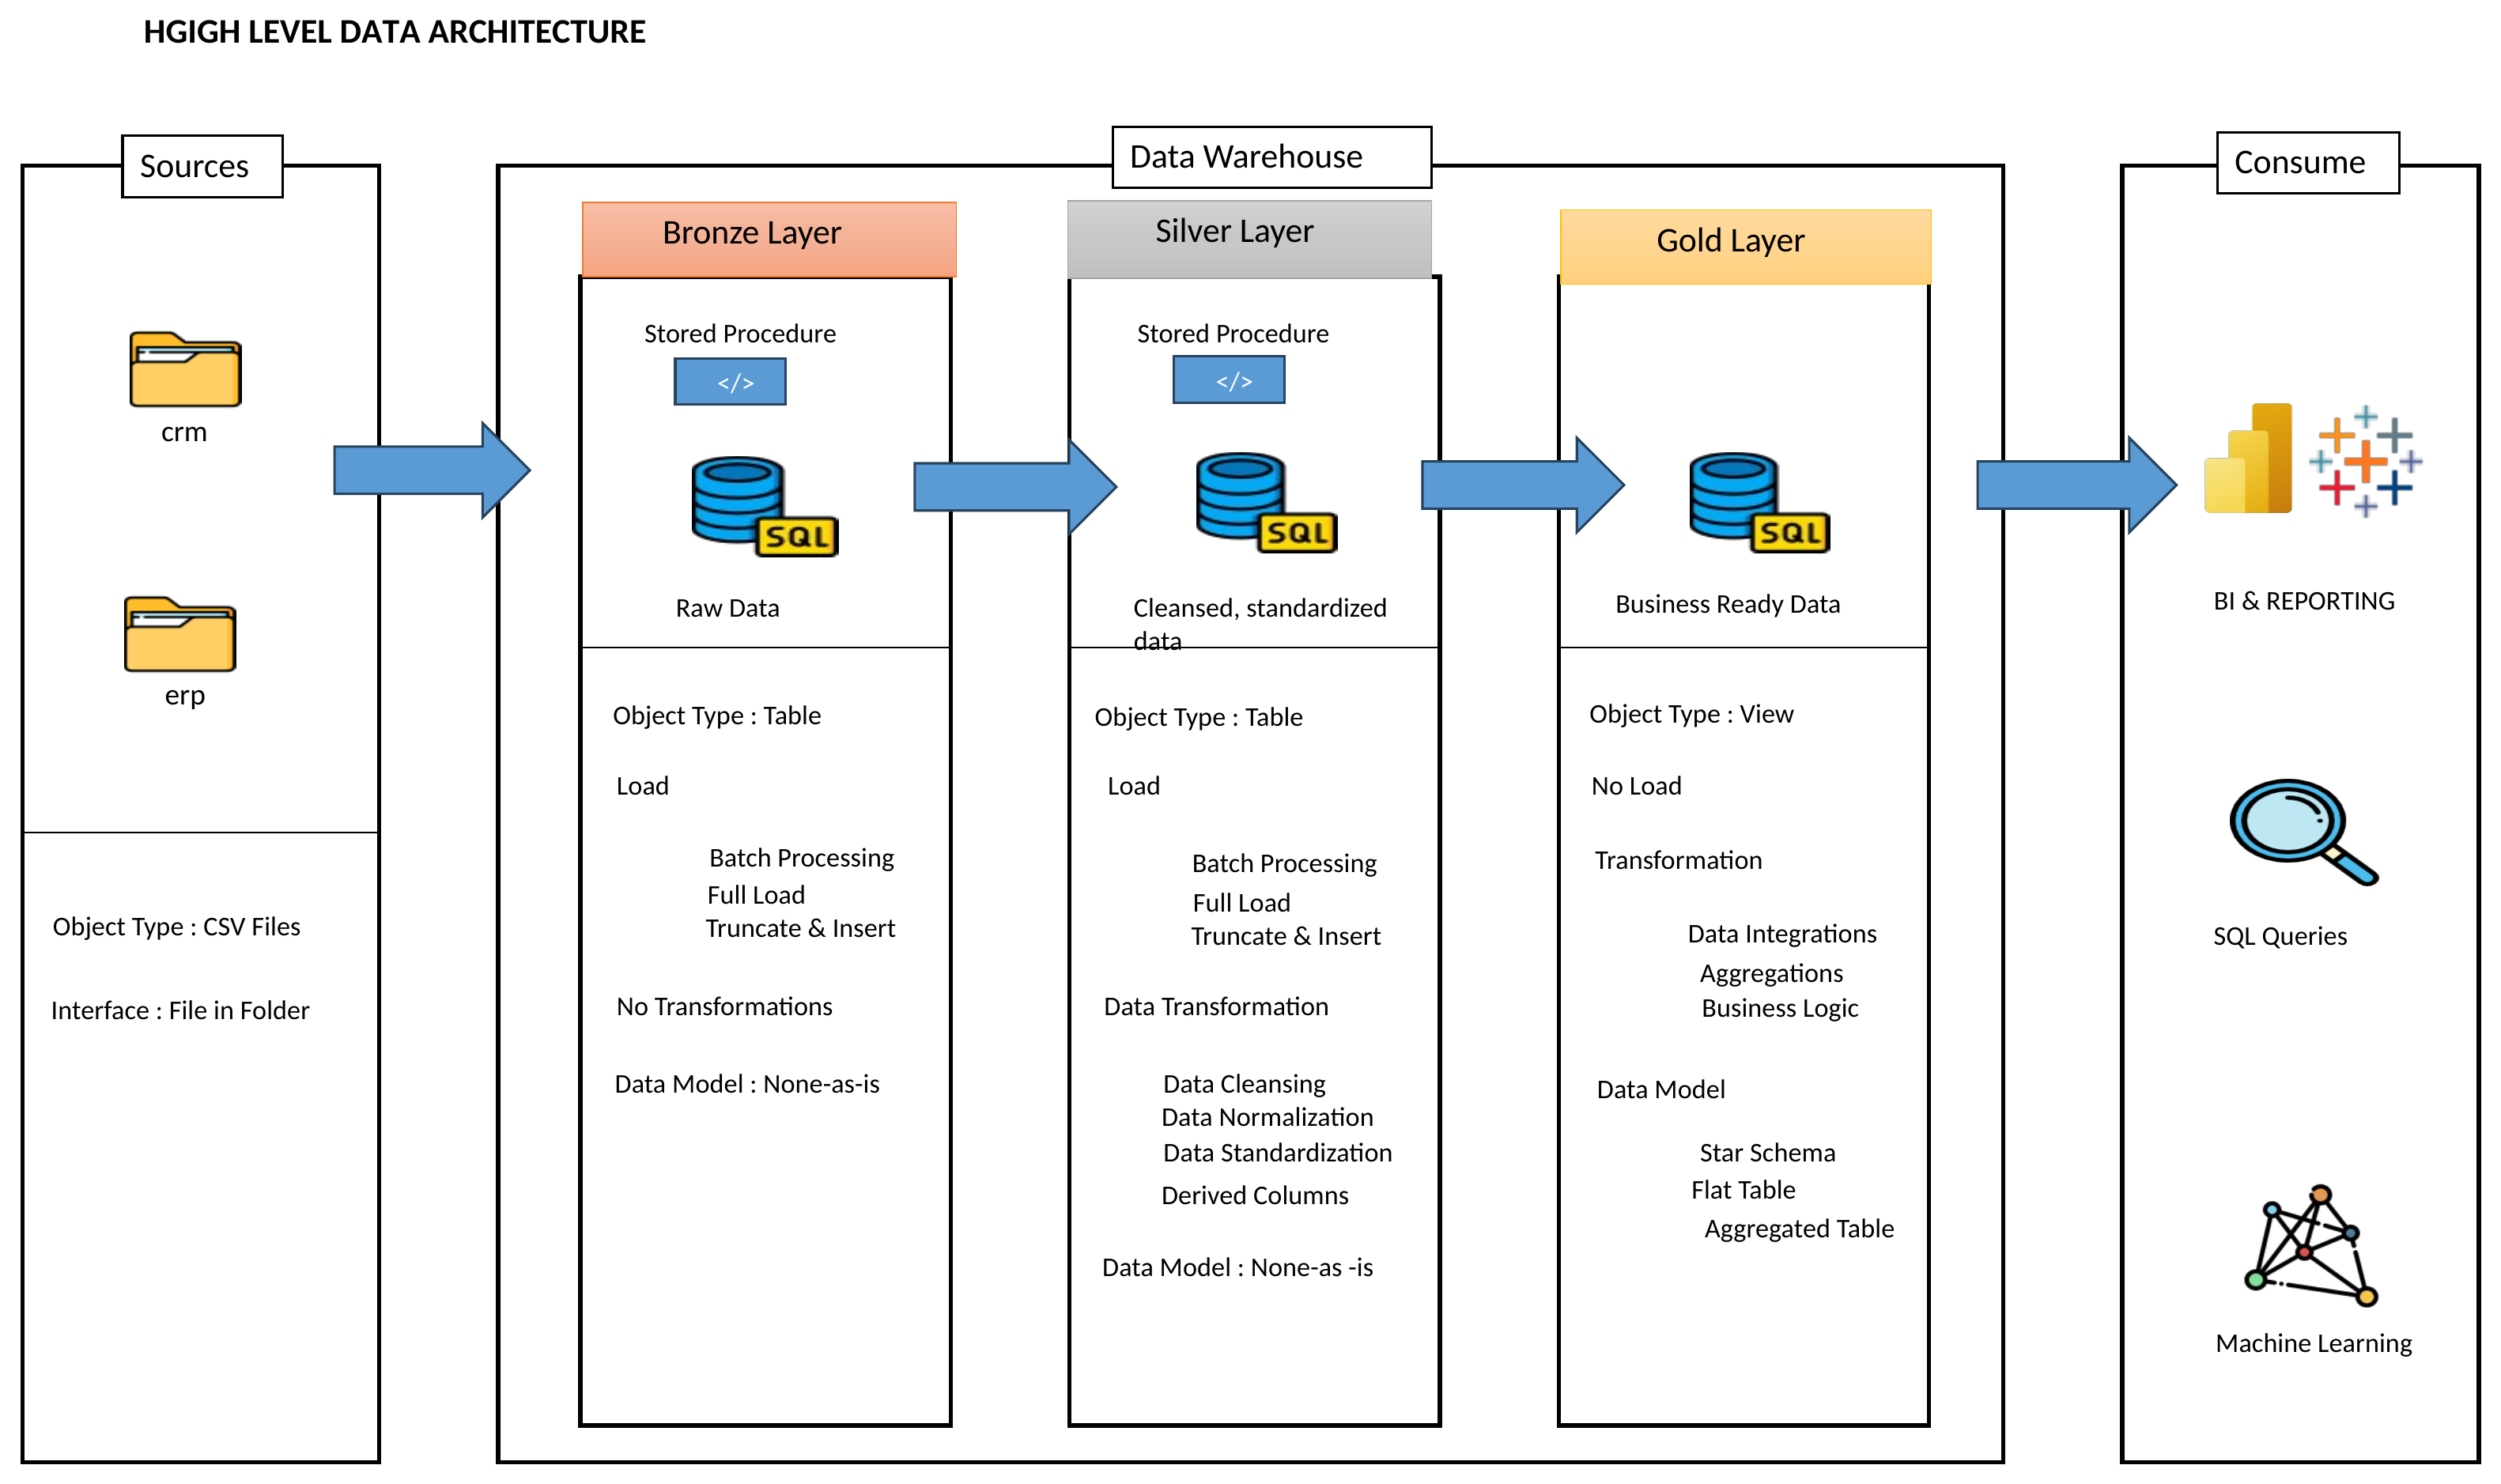 HGIGH LEVEL DATA ARCHITECTURE
Sources
crm
erp
Object Type : CSV Files
Interface : File in Folder
Data Warehouse
Bronze Layer
Stored Procedure
</>
SQL
Raw Data
Object Type : Table
Load
Batch Processing
Full Load
Truncate & Insert
No Transformations
Data Model : None-as-is
Silver Layer
Stored Procedure
</>
SQL
Cleansed, standardized
data
Object Type : Table
Load
Batch Processing
Full Load
Truncate & Insert
Data Transformation
Data Cleansing
Data Normalization
Data Standardization
Derived Columns
Data Model : None-as -is
Gold Layer
SQL
Business Ready Data
Object Type : View
No Load
Transformation
Data Integrations
Aggregations
Business Logic
Data Model
Star Schema
Flat Table
Aggregated Table
Consume
BI & REPORTING
SQL Queries
Machine Learning